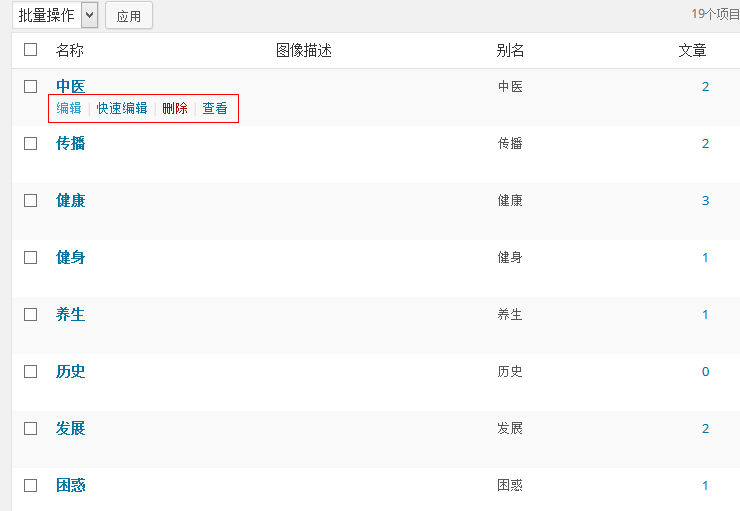 批量操作 应用 19个项目
名称 图像描述 别名 文章
中医 中医 2
编辑 | 快速编辑 | 删除 | 查看
传播 传播 2
健康 健康 3
健身 健身 1
养生 养生 1
历史 历史 0
发展 发展 2
困惑 困惑 1